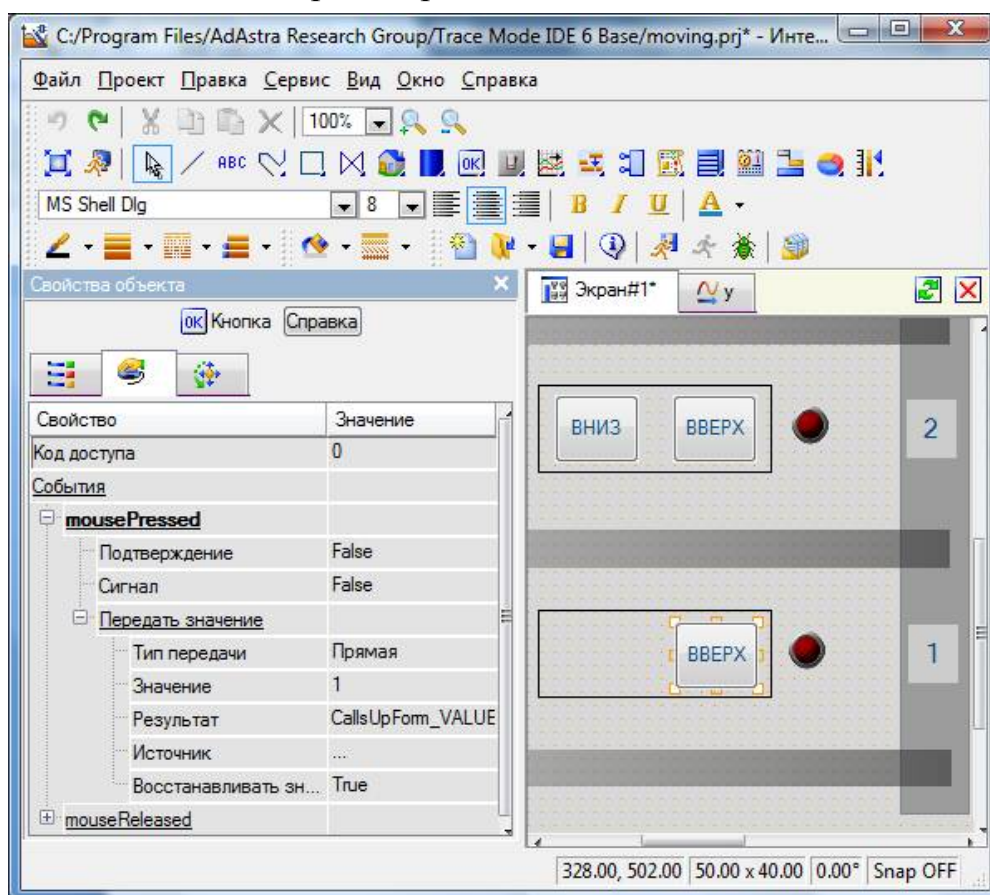 C:/Program Files/AdAstra Research Group/Trace Mode IDE 6 Base/moving.prj* - Инте...
Файл Проект Правка Сервис Вид Окно Справка
100%
ABC OK
MS Shell Dlg 8 B I U A
Свойства объекта
Экран#1* y
OK Кнопка Справка
Свойство Значение
Код доступа 0
События
mousePressed
Подтверждение False
Сигнал False
Передать значение
Тип передачи Прямая
Значение 1
Результат CallsUpForm_VALUE
Источник ...
Восстанавливать зн... True
mouseReleased
ВНИЗ ВВЕРХ 2
ВВЕРХ 1
328.00, 502.00 50.00 x 40.00 0.00° Snap OFF